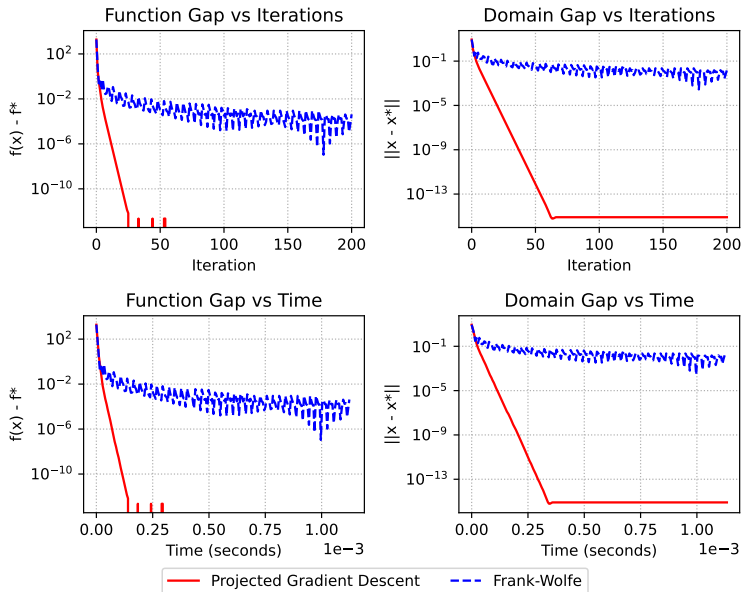 Function Gap vs Iterations
f(x) - f*
10²
10⁻²
10⁻⁶
10⁻¹⁰
0 50 100 150 200
Iteration
Domain Gap vs Iterations
||x - x*||
10⁻¹
10⁻⁵
10⁻⁹
10⁻¹³
0 50 100 150 200
Iteration
Function Gap vs Time
f(x) - f*
10²
10⁻²
10⁻⁶
10⁻¹⁰
0.00 0.25 0.50 0.75 1.00
Time (seconds)
1e−3
Domain Gap vs Time
||x - x*||
10⁻¹
10⁻⁵
10⁻⁹
10⁻¹³
0.00 0.25 0.50 0.75 1.00
Time (seconds)
1e−3
Projected Gradient Descent Frank-Wolfe